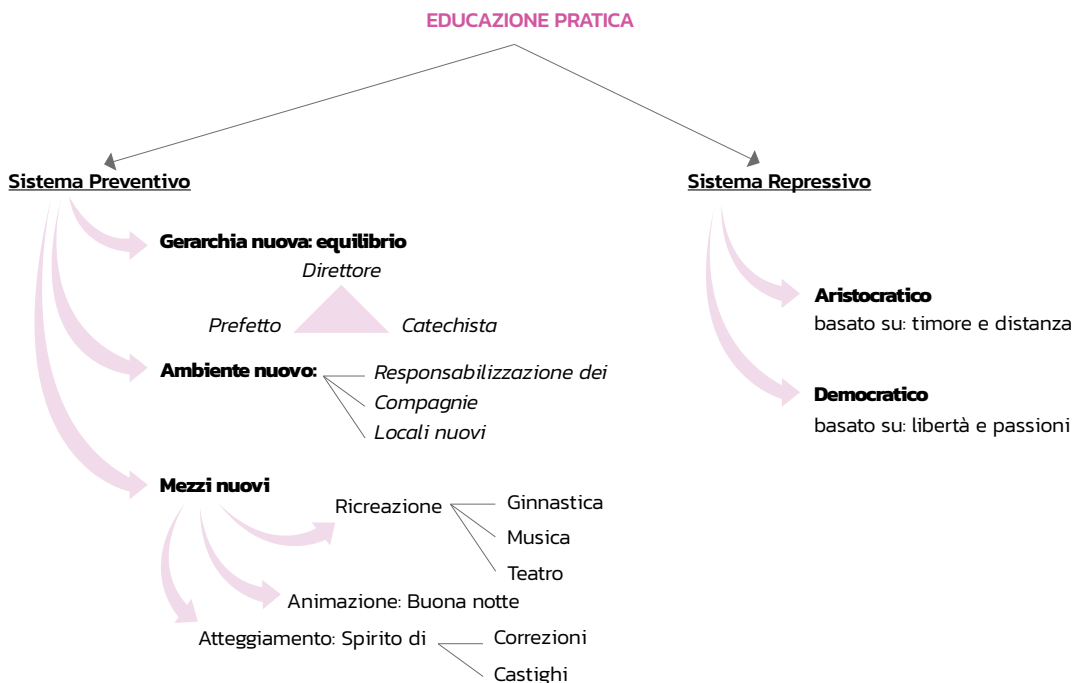 EDUCAZIONE PRATICA
Sistema Preventivo
Gerarchia nuova: equilibrio
Direttore
Prefetto
Catechista
Ambiente nuovo:
Responsabilizzazione dei
Compagnie
Locali nuovi
Mezzi nuovi
Ricreazione
Ginnastica
Musica
Teatro
Animazione: Buona notte
Atteggiamento: Spirito di
Correzioni
Castighi
Sistema Repressivo
Aristocratico
basato su: timore e distanza
Democratico
basato su: libertà e passioni